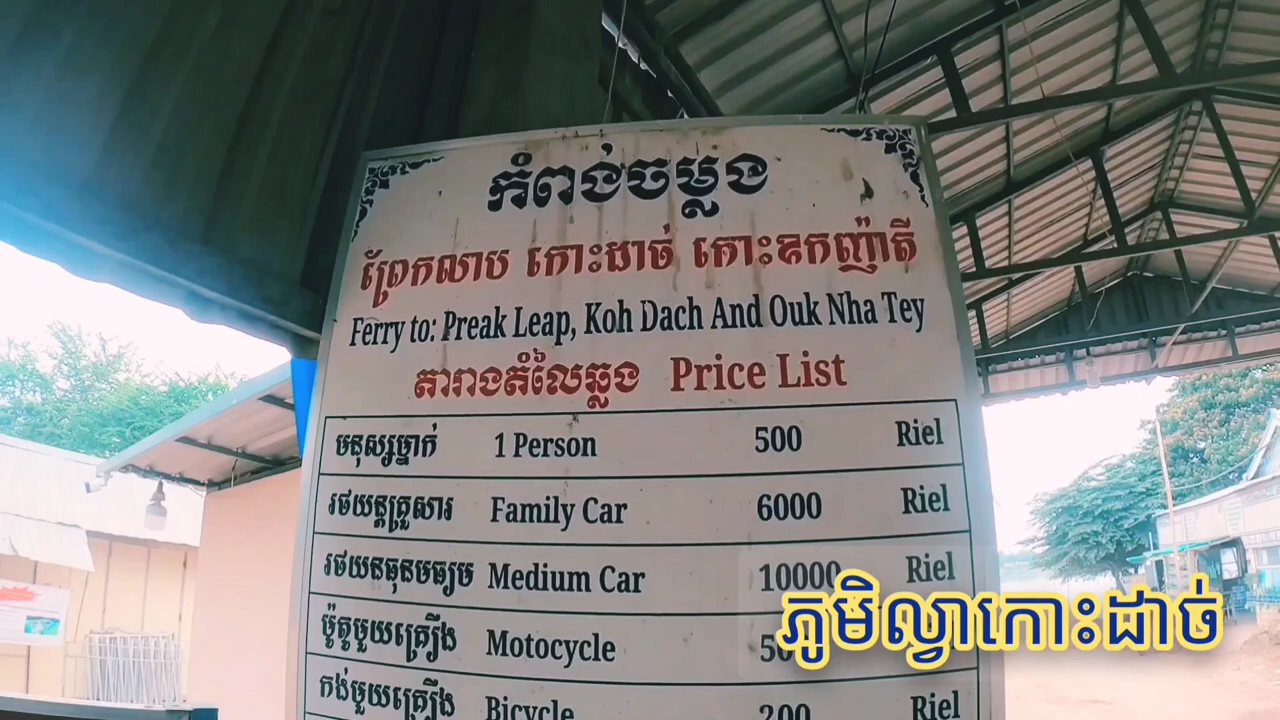 កំពង់ចម្លង
ព្រែកលាប កោះដាច់ កោះឧកញ៉ាតី
Ferry to: Preak Leap, Koh Dach And Ouk Nha Tey
តារាងតំលៃឆ្លង Price List
មនុស្សម្នាក់ 1 Person 500 Riel
រថយន្តគ្រួសារ Family Car 6000 Riel
រថយនធុនមធ្យម Medium Car 10000 Riel
ម៉ូតូមួយគ្រឿង Motocycle
កង់មួយគ្រឿង Bicycle 200 Riel
ភូមិល្វាកោះដាច់